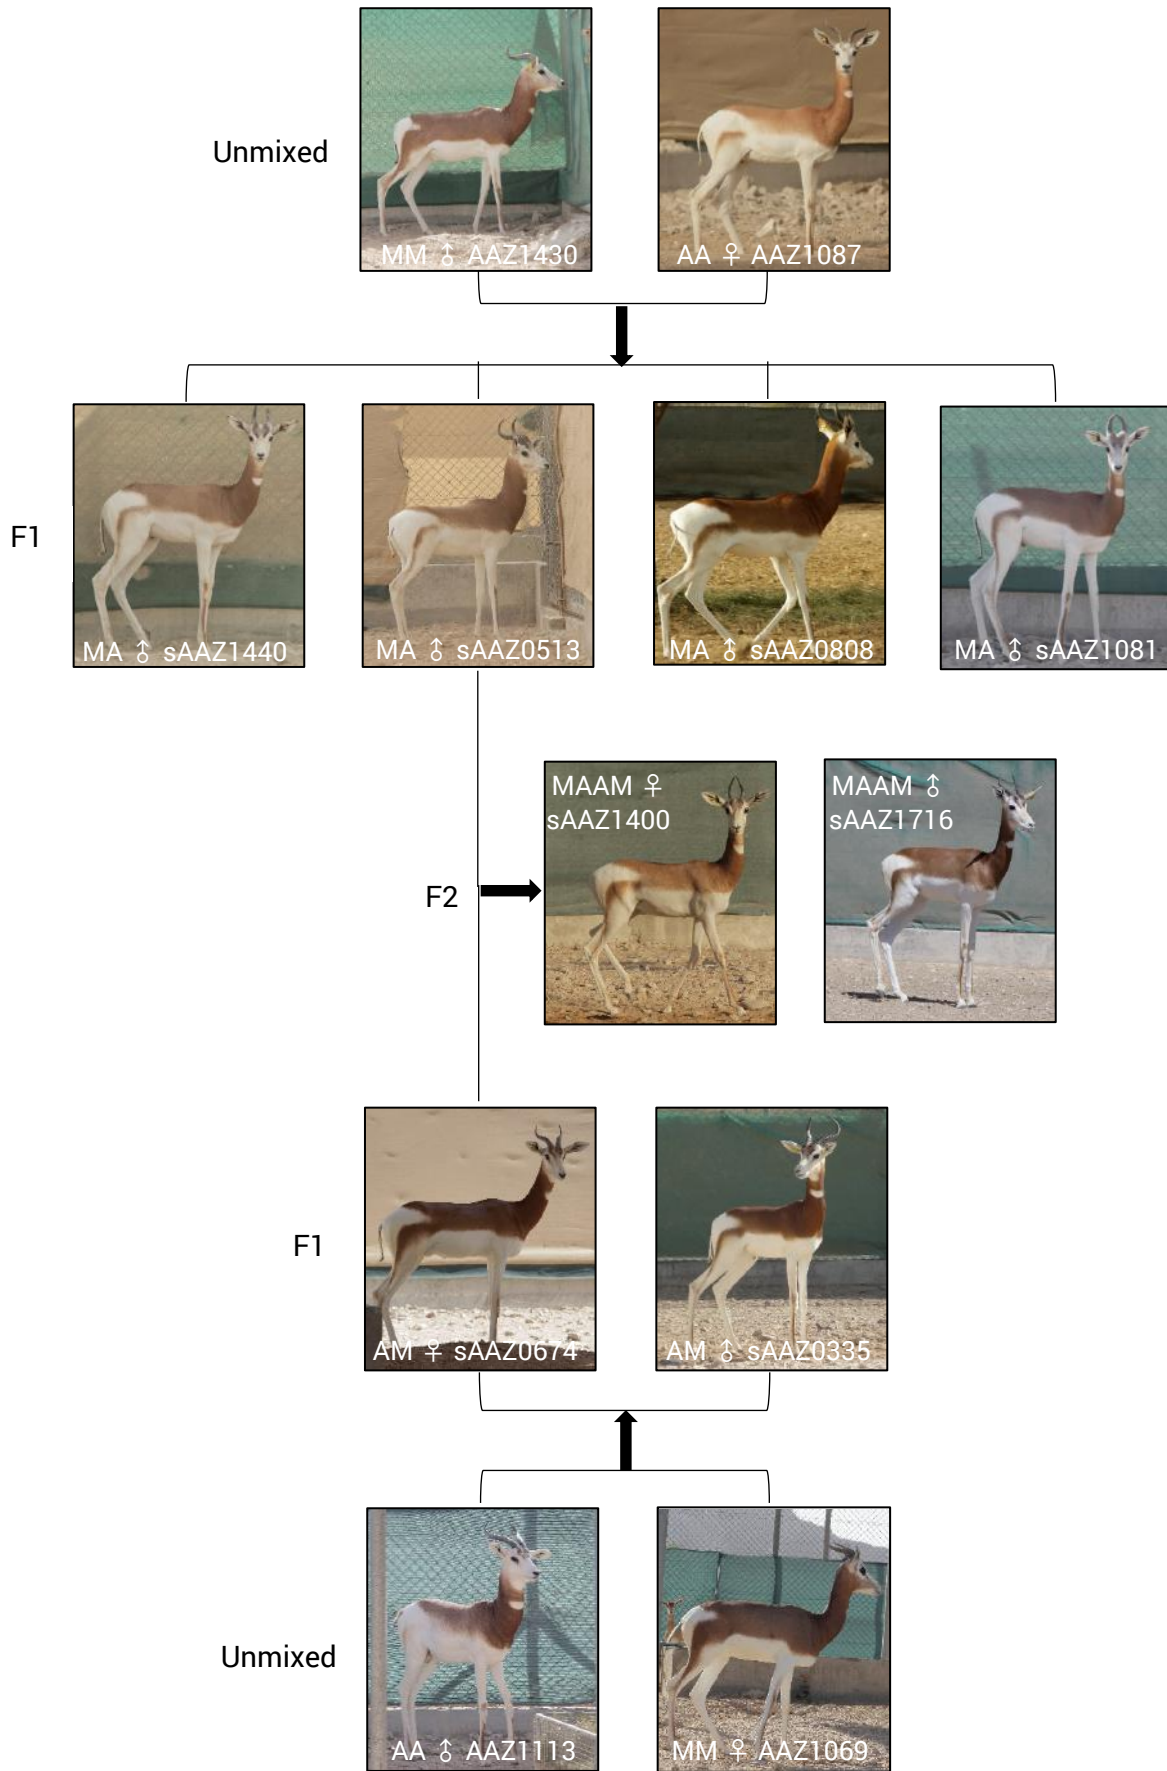 Unmixed
MM ♂ AAZ1430
AA ♀ AAZ1087
F1
MA ♂ sAAZ1440
MA ♂ sAAZ0513
MA ♂ sAAZ0808
MA ♂ sAAZ1081
MAAM ♀
sAAZ1400
MAAM ♂
sAAZ1716
F2
F1
AM ♀ sAAZ0674
AM ♂ sAAZ0335
Unmixed
AA ♂ AAZ1113
MM ♀ AAZ1069